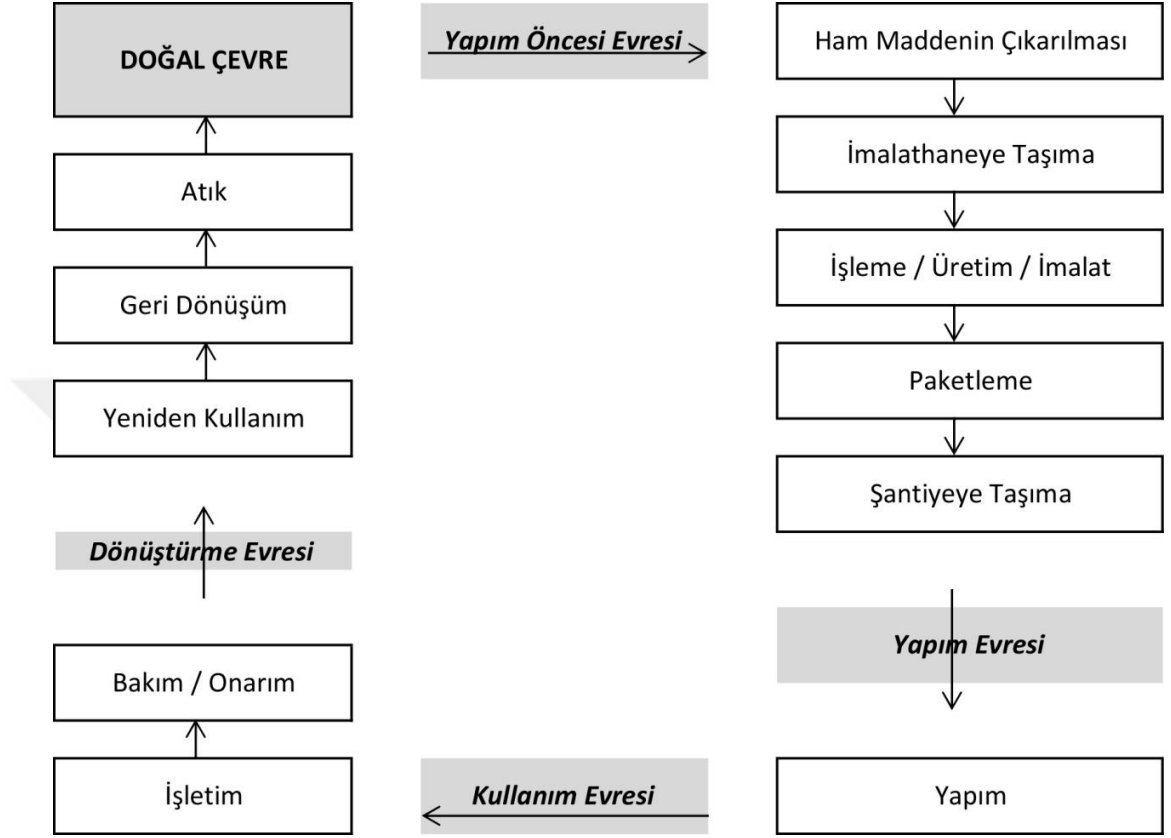 DOĞAL ÇEVRE
Yapım Öncesi Evresi
Ham Maddenin Çıkarılması
İmalathaneye Taşıma
İşleme / Üretim / İmalat
Paketleme
Şantiyeye Taşıma
Yapım Evresi
Yapım
Kullanım Evresi
İşletim
Bakım / Onarım
Dönüştürme Evresi
Yeniden Kullanım
Geri Dönüşüm
Atık